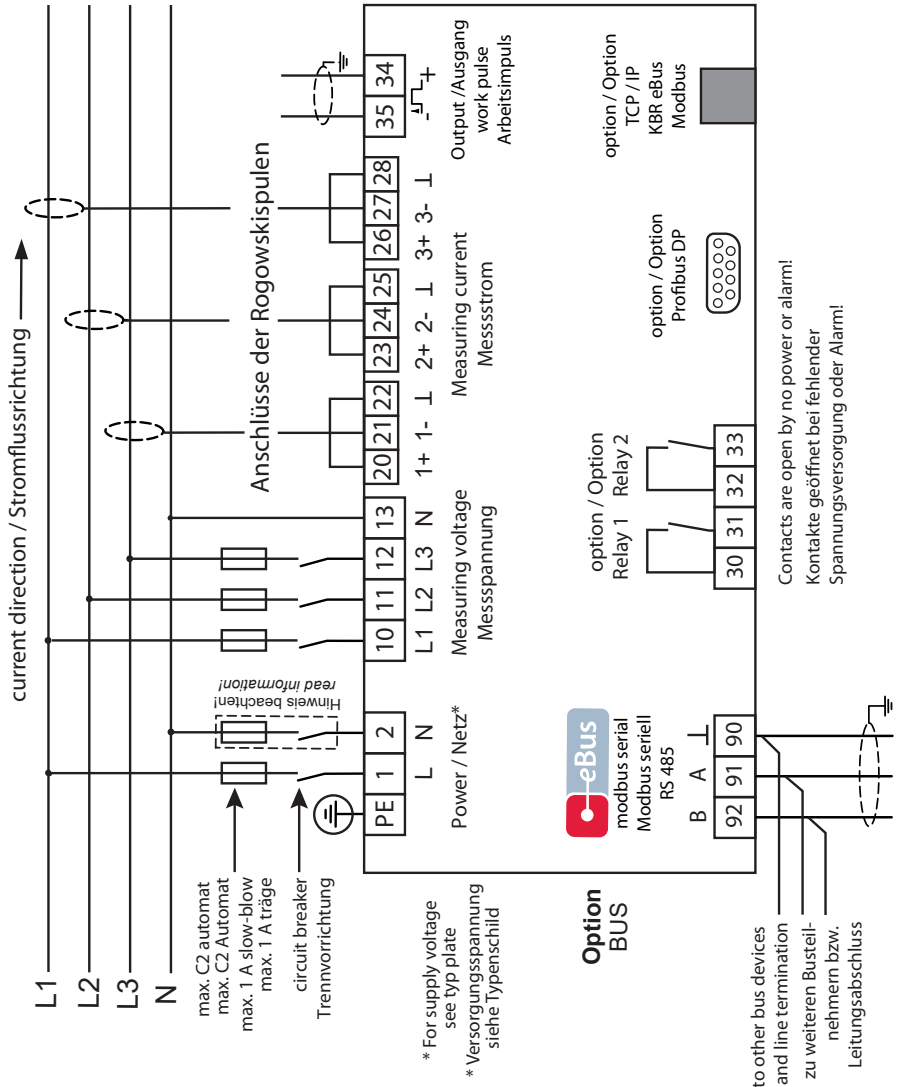 current direction / Stromflussrichtung
L1
L2
L3
N
max. C2 automat
max. C2 Automat
max. 1 A slow-blow
max. 1 A träge
circuit breaker
Trennvorrichtung
Hinweis beachten!
read information!
Anschlüsse der Rogowskispulen
PE
1
2
10
11
12
13
20
21
22
23
24
25
26
27
28
35
34
L
N
L1
L2
L3
N
1+
1-
⊥
2+
2-
⊥
3+
3-
⊥
-
+
Power / Netz*
Measuring voltage
Messspannung
Measuring current
Messsstrom
Output /Ausgang
work pulse
Arbeitsimpuls
* For supply voltage
see typ plate
* Versorgungsspannung
siehe Typenschild
Option
BUS
eBus
modbus serial
Modbus seriell
RS 485
B
A
92
91
90
option / Option
Relay 1
Relay 2
30
31
32
33
option / Option
Profibus DP
option / Option
TCP / IP
KBR eBus
Modbus
Contacts are open by no power or alarm!
Kontakte geöffnet bei fehlender
Spannungsversorgung oder Alarm!
to other bus devices
and line termination
zu weiteren Busteil-
nehmern bzw.
Leitungsabschluss